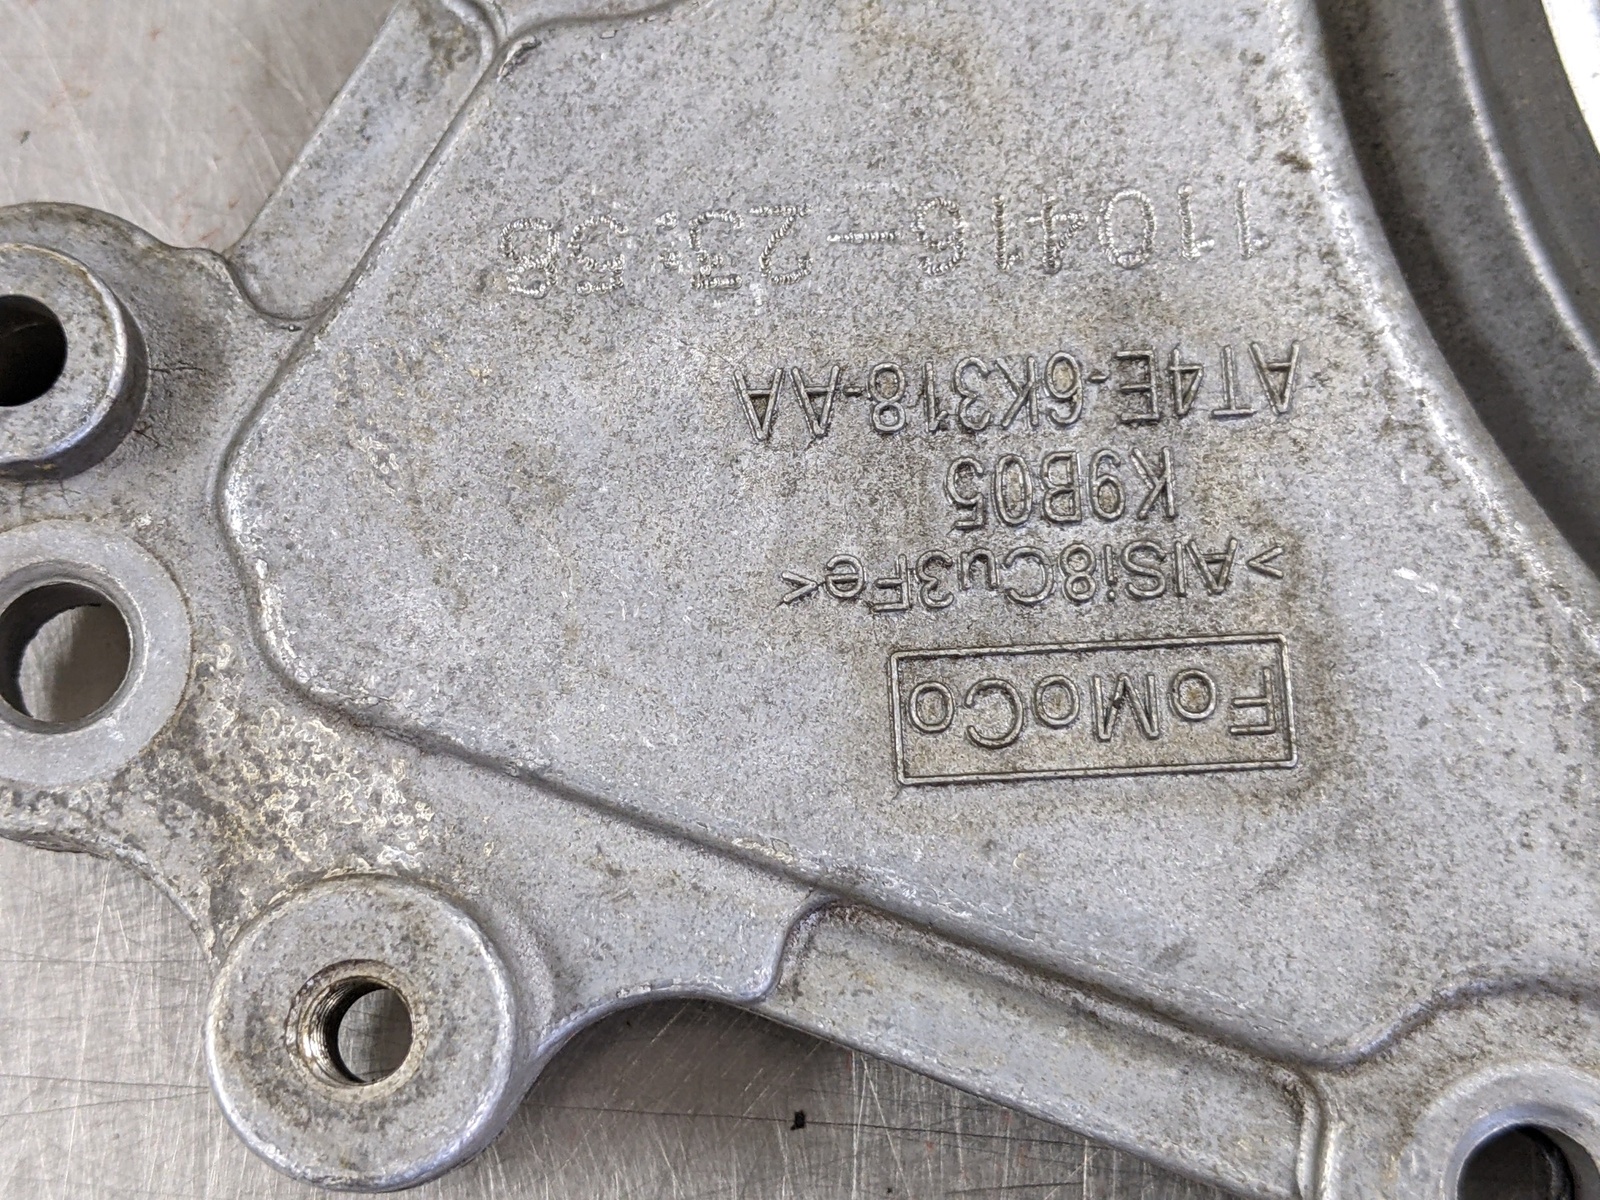 FoMoCo
>AlSi8Cu3Fe<
K9B05
AT4E-6K318-AA
110416-23:58